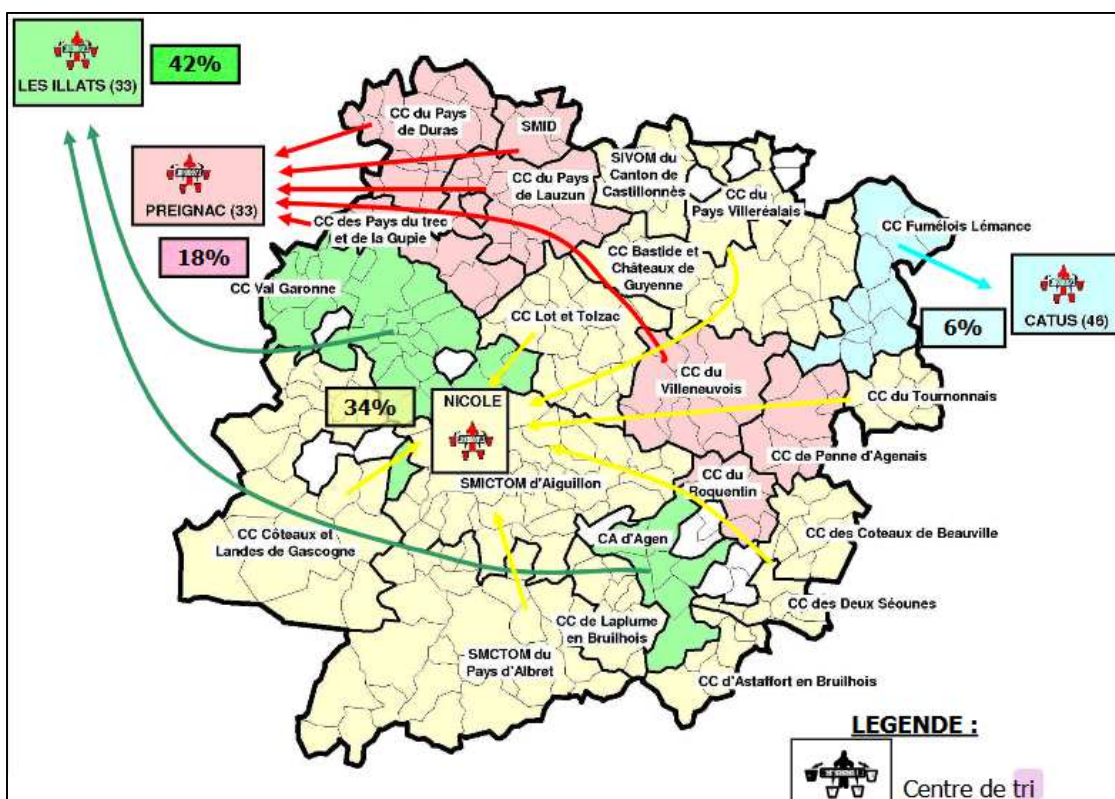 LES ILLATS (33)
42%
PREIGNAC (33)
18%
CC du Pays
de Duras
SMID
CC du Pays
de Lauzun
SIVOM du
Canton de
Castillonnès
CC du
Pays Villeréalais
CC des Pays du trec
et de la Gupie
CC Fumélois Lémance
CC Bastide et
Châteaux de
Guyenne
CC Val Garonne
CATUS (46)
6%
CC Lot et Tolzac
CC du
Villeneuvois
34%
NICOLE
CC du Tournonnais
CC de Penne d'Agenais
CC du
Roquentin
SMICTOM d'Aiguillon
CC Côteaux et
Landes de Gascogne
CA d'Agen
CC des Coteaux de Beauville
CC des Deux Séounes
CC de Laplume
en Bruilhois
SMCTOM du
Pays d'Albret
CC d'Astaffort en Bruilhois
LEGENDE :
Centre de tri